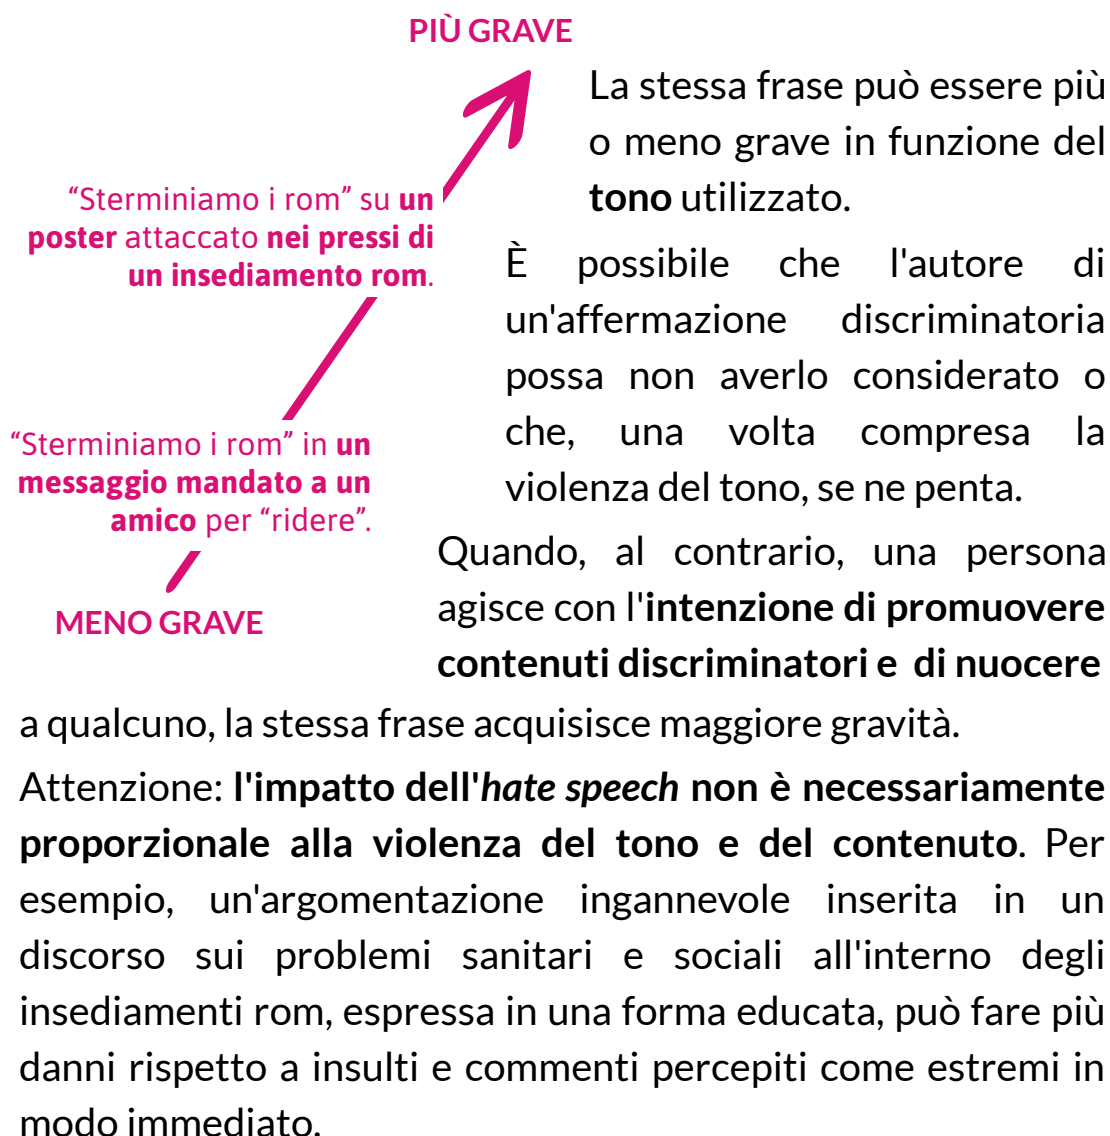 PIÙ GRAVE
La stessa frase può essere più
o meno grave in funzione del
tono utilizzato.
“Sterminiamo i rom” su un
poster attaccato nei pressi di
un insediamento rom.
È possibile che l'autore di
un'affermazione discriminatoria
possa non averlo considerato o
che, una volta compresa la
violenza del tono, se ne penta.
“Sterminiamo i rom” in un
messaggio mandato a un
amico per “ridere”.
MENO GRAVE
Quando, al contrario, una persona
agisce con l'intenzione di promuovere
contenuti discriminatori e di nuocere
a qualcuno, la stessa frase acquisisce maggiore gravità.
Attenzione: l'impatto dell'hate speech non è necessariamente
proporzionale alla violenza del tono e del contenuto. Per
esempio, un'argomentazione ingannevole inserita in un
discorso sui problemi sanitari e sociali all'interno degli
insediamenti rom, espressa in una forma educata, può fare più
danni rispetto a insulti e commenti percepiti come estremi in
modo immediato.